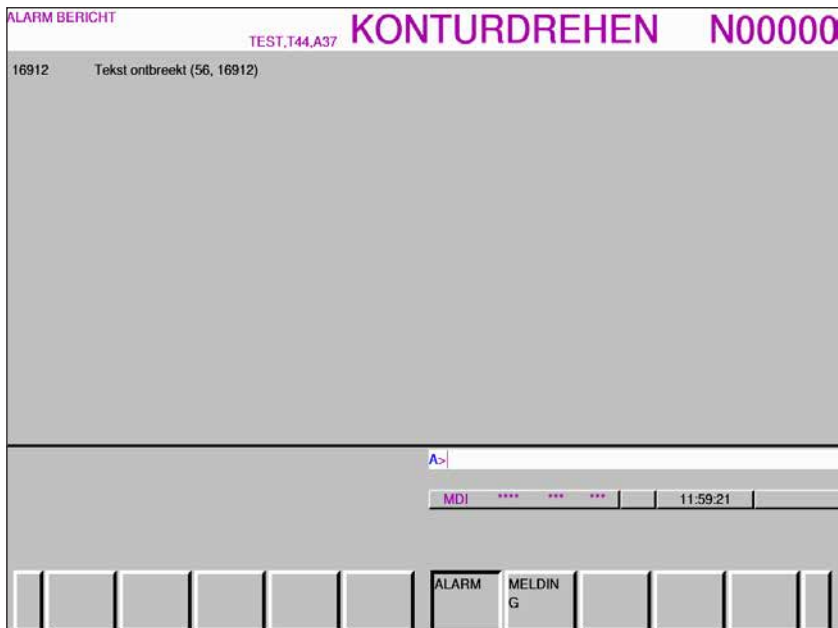 ALARM BERICHT
TEST,T44,A37 KONTURDREHEN N00000
16912 Tekst ontbreekt (56, 16912)
A>
MDI **** *** *** 11:59:21
ALARM MELDIN
G